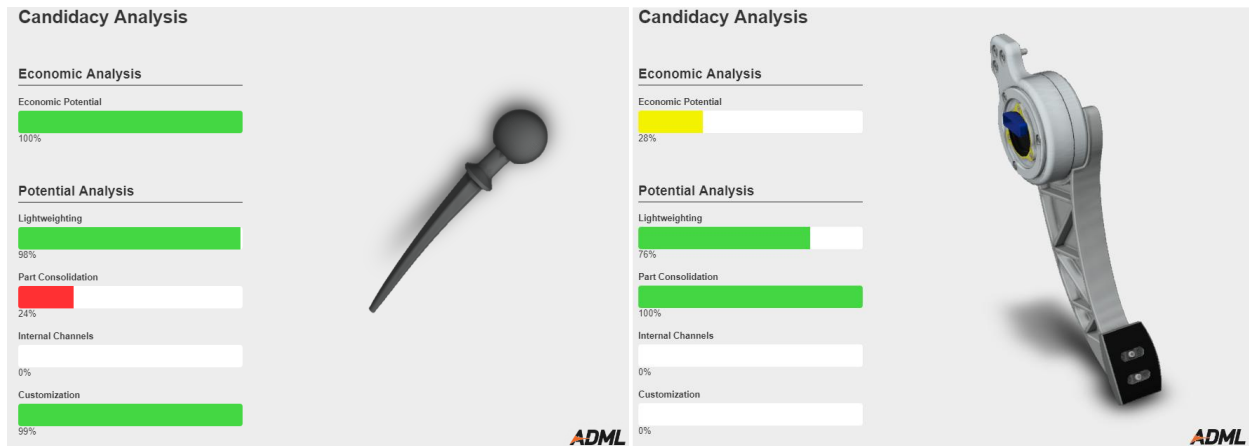 Candidacy Analysis
Economic Analysis
Economic Potential
100%
Potential Analysis
Lightweighting
98%
Part Consolidation
24%
Internal Channels
0%
Customization
99%
ADML
Candidacy Analysis
Economic Analysis
Economic Potential
28%
Potential Analysis
Lightweighting
76%
Part Consolidation
100%
Internal Channels
0%
Customization
0%
ADML